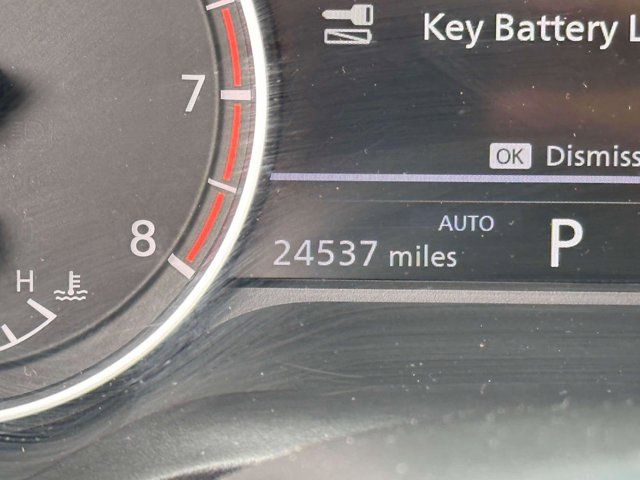 Key Battery
7
OK Dismiss
AUTO
P
8
24537 miles
H